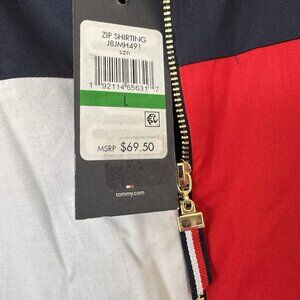 ZIP SHIRTING
J8JMH491
szn
1 92114 65631 7
L
MSRP $69.50
tommy.com